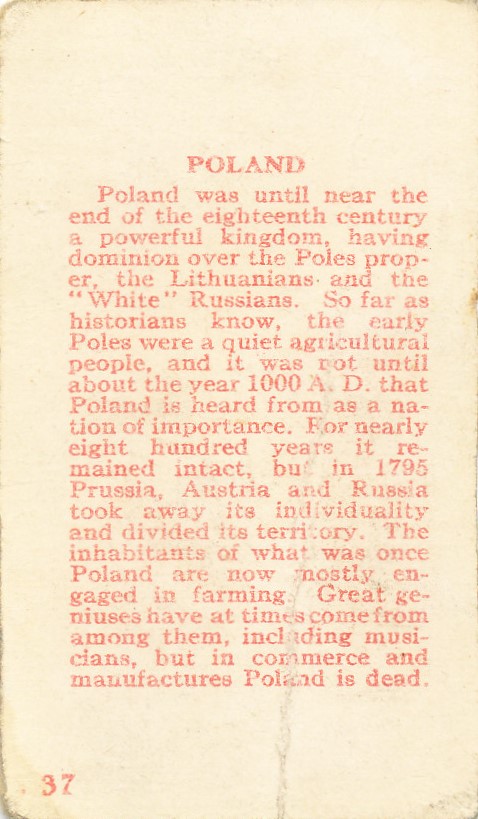 POLAND
Poland was until near the
end of the eighteenth century
a powerful kingdom, having
dominion over the Poles prop-
er, the Lithuanians and the
"White" Russians. So far as
historians know, the early
Poles were a quiet agricultural
people, and it was not until
about the year 1000 A. D. that
Poland is heard from as a na-
tion of importance. For nearly
eight hundred years it re-
mained intact, but in 1795
Prussia, Austria and Russia
took away its individuality
and divided its territory. The
inhabitants of what was once
Poland are now mostly en-
gaged in farming. Great ge-
niuses have at times come from
among them, including musi-
cians, but in commerce and
manufactures Poland is dead.
37